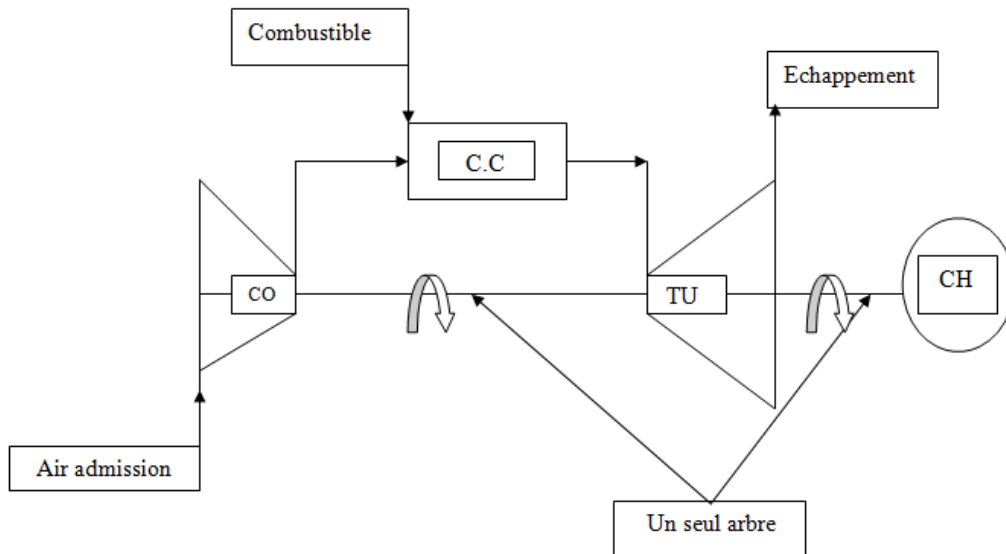 Combustible
Echappement
C.C
CO
TU
CH
Air admission
Un seul arbre